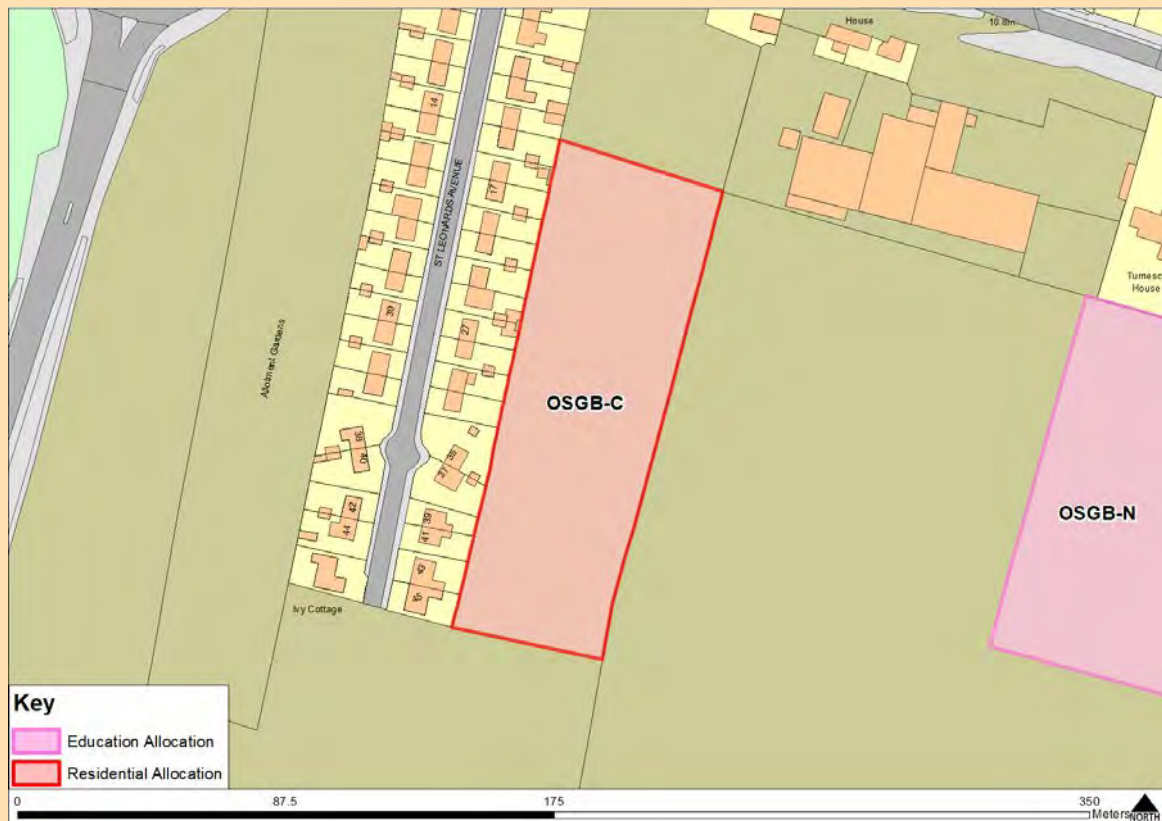 House
10.8m
14
17
ST LEONARDS AVENUE
30
27
Allotment Gardens
Turnesc
House
OSGB-C
38
40
35
37
OSGB-N
42
44
39
41
43
45
Ivy Cottage
Key
Education Allocation
Residential Allocation
0
87.5
175
350
Meters
NORTH